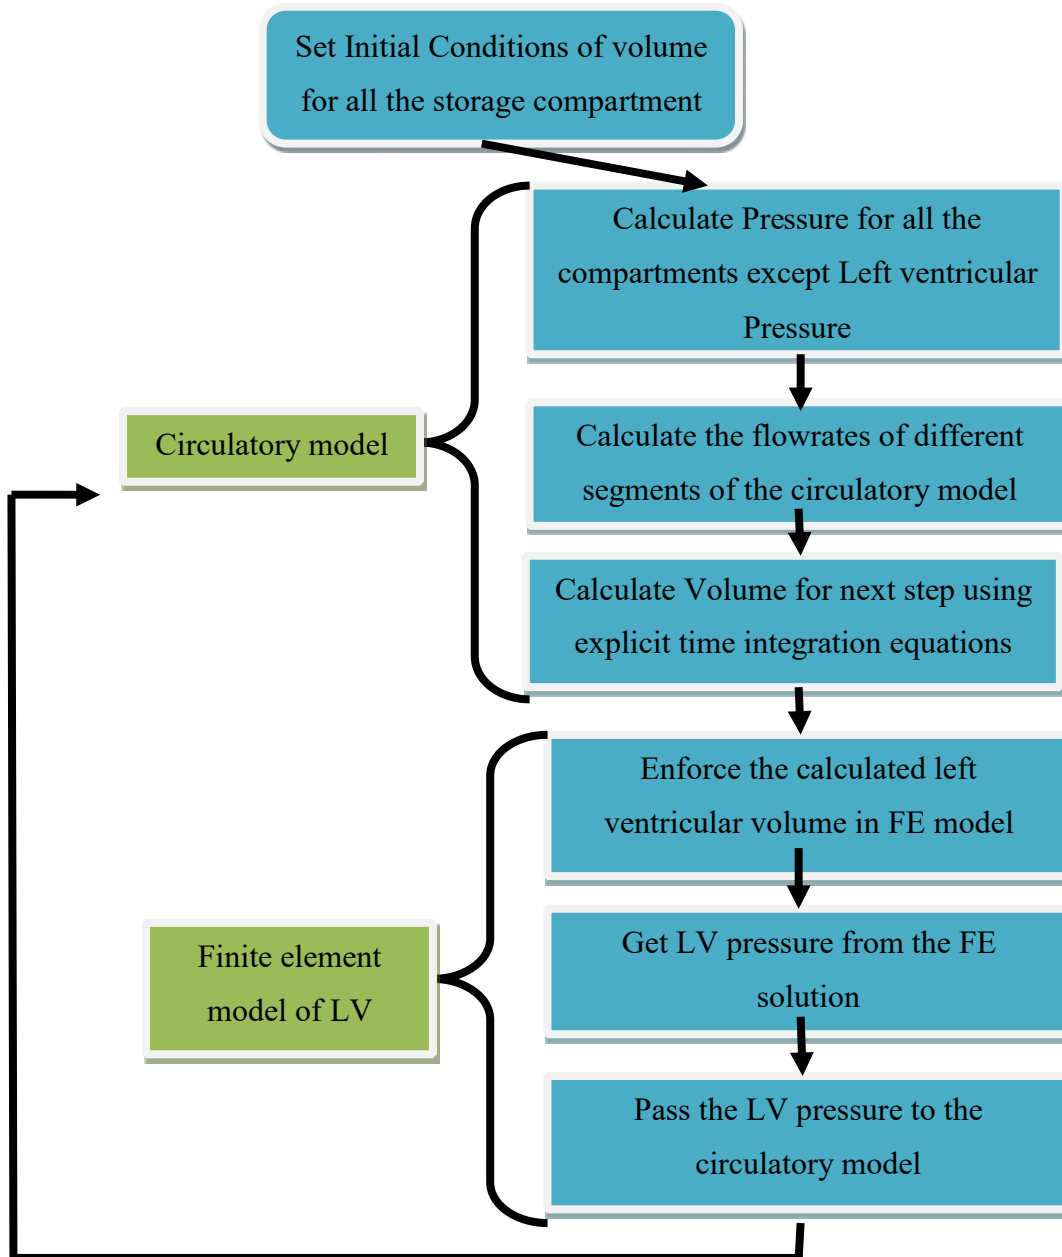 Set Initial Conditions of volume
for all the storage compartment
Calculate Pressure for all the
compartments except Left ventricular
Pressure
Circulatory model
Calculate the flowrates of different
segments of the circulatory model
Calculate Volume for next step using
explicit time integration equations
Enforce the calculated left
ventricular volume in FE model
Finite element
model of LV
Get LV pressure from the FE
solution
Pass the LV pressure to the
circulatory model